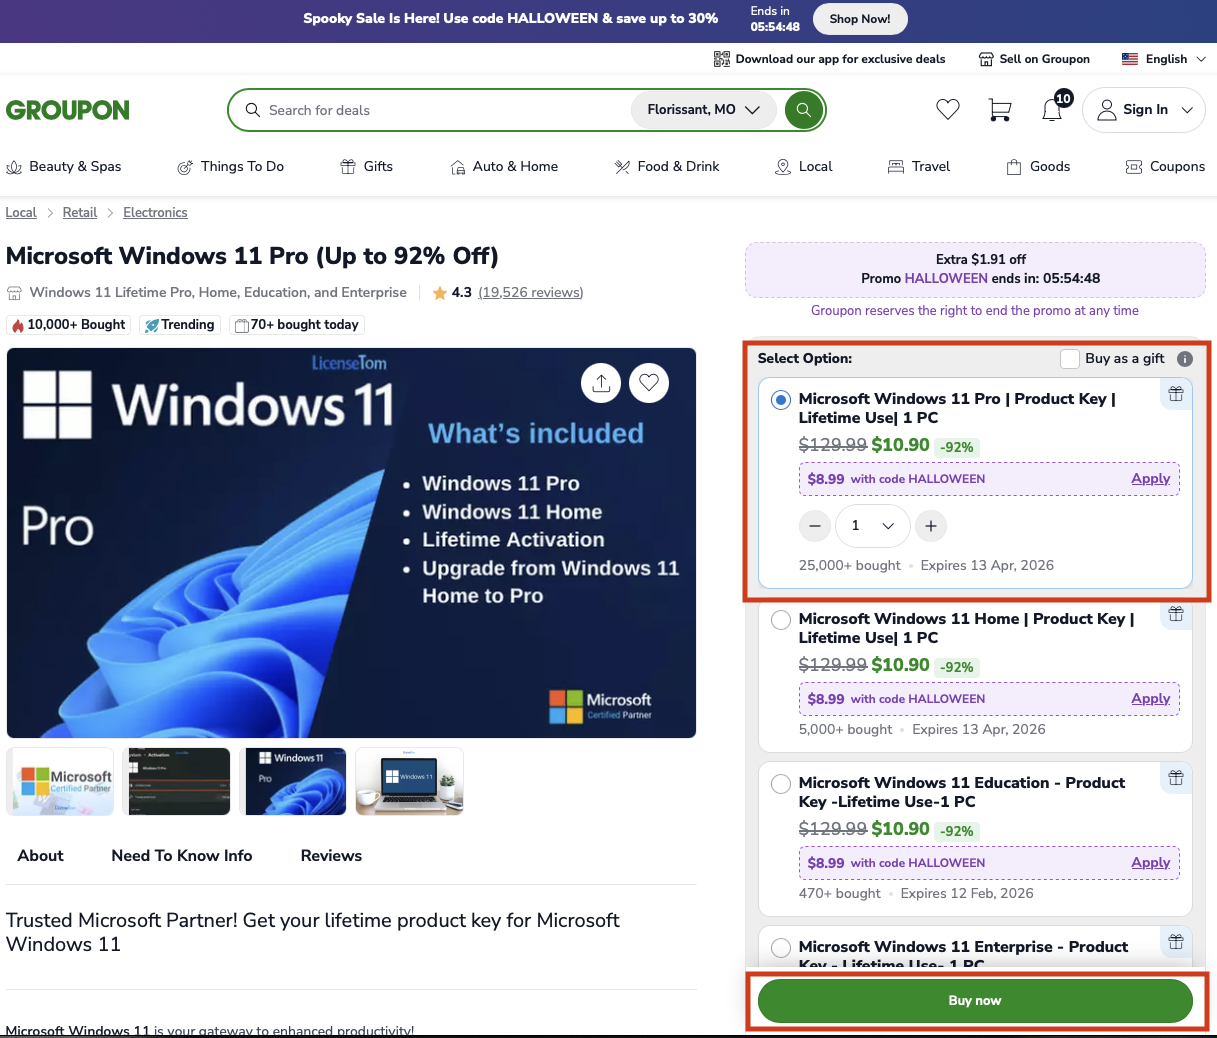 Spooky Sale Is Here! Use code HALLOWEEN & save up to 30%
Ends in
05:54:48
Shop Now!
Download our app for exclusive deals
Sell on Groupon
English
GROUPON
Search for deals
Florissant, MO
10
Sign In
Beauty & Spas
Things To Do
Gifts
Auto & Home
Food & Drink
Local
Travel
Goods
Coupons
Local > Retail > Electronics
Microsoft Windows 11 Pro (Up to 92% Off)
Windows 11 Lifetime Pro, Home, Education, and Enterprise
4.3 (19,526 reviews)
10,000+ Bought
Trending
70+ bought today
LicenseTom
Windows 11
Pro
What's included
• Windows 11 Pro
• Windows 11 Home
• Lifetime Activation
• Upgrade from Windows 11
Home to Pro
Microsoft
Certified Partner
Microsoft
Certified Partner
Windows 11
Pro
Windows 11
About
Need To Know Info
Reviews
Trusted Microsoft Partner! Get your lifetime product key for Microsoft
Windows 11
Microsoft Windows 11 is your gateway to enhanced productivity!
Extra $1.91 off
Promo HALLOWEEN ends in: 05:54:48
Groupon reserves the right to end the promo at any time
Select Option:
Buy as a gift
Microsoft Windows 11 Pro | Product Key |
Lifetime Use| 1 PC
$129.99 $10.90 -92%
$8.99 with code HALLOWEEN
Apply
1
25,000+ bought • Expires 13 Apr, 2026
Microsoft Windows 11 Home | Product Key |
Lifetime Use| 1 PC
$129.99 $10.90 -92%
$8.99 with code HALLOWEEN
Apply
5,000+ bought • Expires 13 Apr, 2026
Microsoft Windows 11 Education - Product
Key -Lifetime Use-1 PC
$129.99 $10.90 -92%
$8.99 with code HALLOWEEN
Apply
470+ bought • Expires 12 Feb, 2026
Microsoft Windows 11 Enterprise - Product
Key - Lifetime Use- 1 PC
Buy now